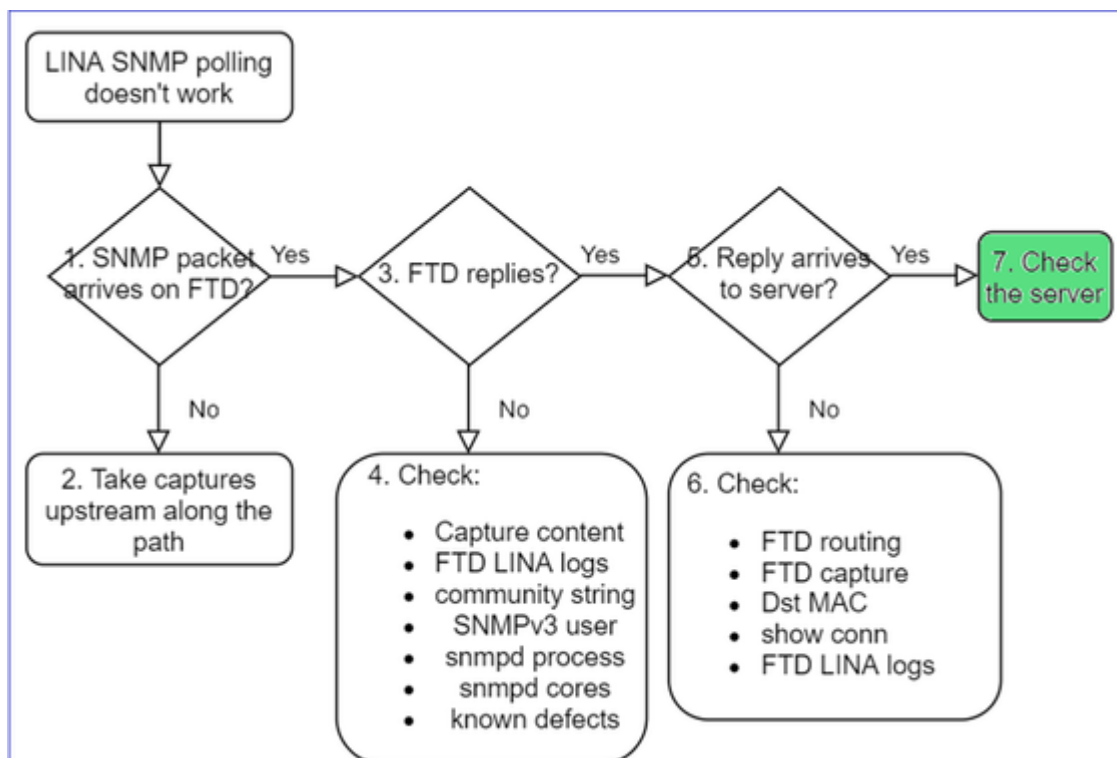 LINA SNMP polling
doesn't work
1. SNMP packet
arrives on FTD?
Yes
3. FTD replies?
Yes
5. Reply arrives
to server?
Yes
7. Check
the server
No
No
No
2. Take captures
upstream along the
path
4. Check:
• Capture content
• FTD LINA logs
• community string
• SNMPv3 user
• snmpd process
• snmpd cores
• known defects
6. Check:
• FTD routing
• FTD capture
• Dst MAC
• show conn
• FTD LINA logs